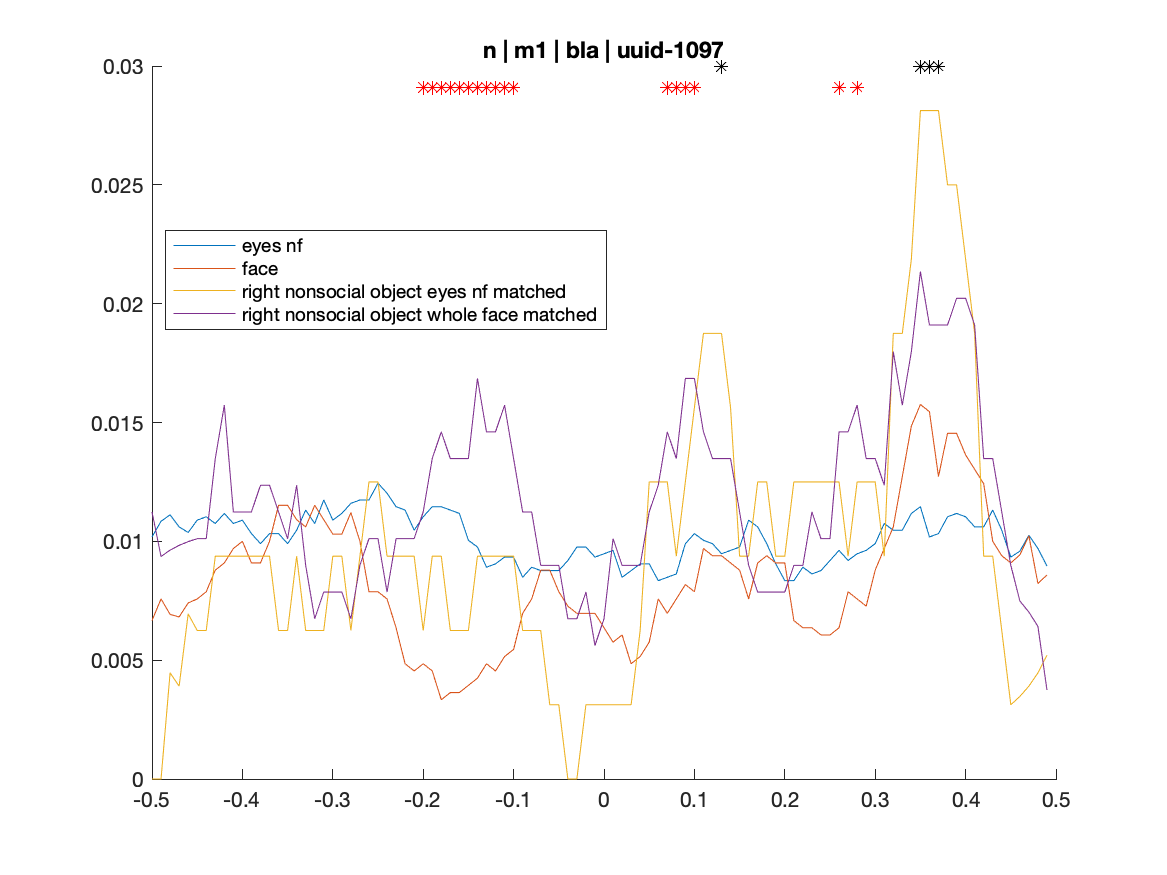 n | m1 | bla | uuid-1097
0.03
0.025
0.02
0.015
0.01
0.005
0
eyes nf
face
right nonsocial object eyes nf matched
right nonsocial object whole face matched
-0.5 -0.4 -0.3 -0.2 -0.1 0 0.1 0.2 0.3 0.4 0.5